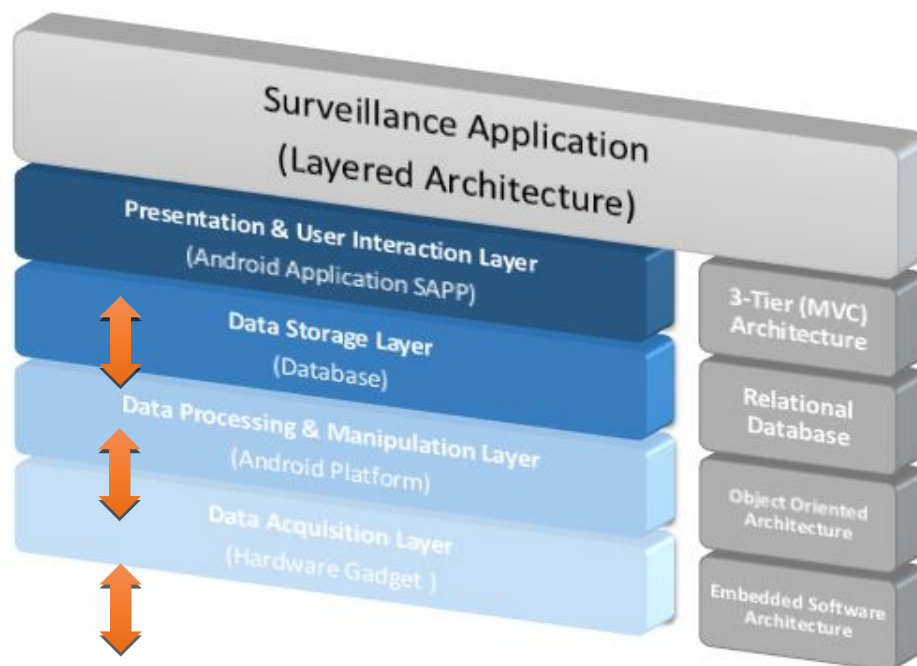 Surveillance Application
(Layered Architecture)
Presentation & User Interaction Layer
(Android Application SAPP)
Data Storage Layer
(Database)
Data Processing & Manipulation Layer
(Android Platform)
Data Acquisition Layer
(Hardware Gadget )
3-Tier (MVC)
Architecture
Relational
Database
Object Oriented
Architecture
Embedded Software
Architecture